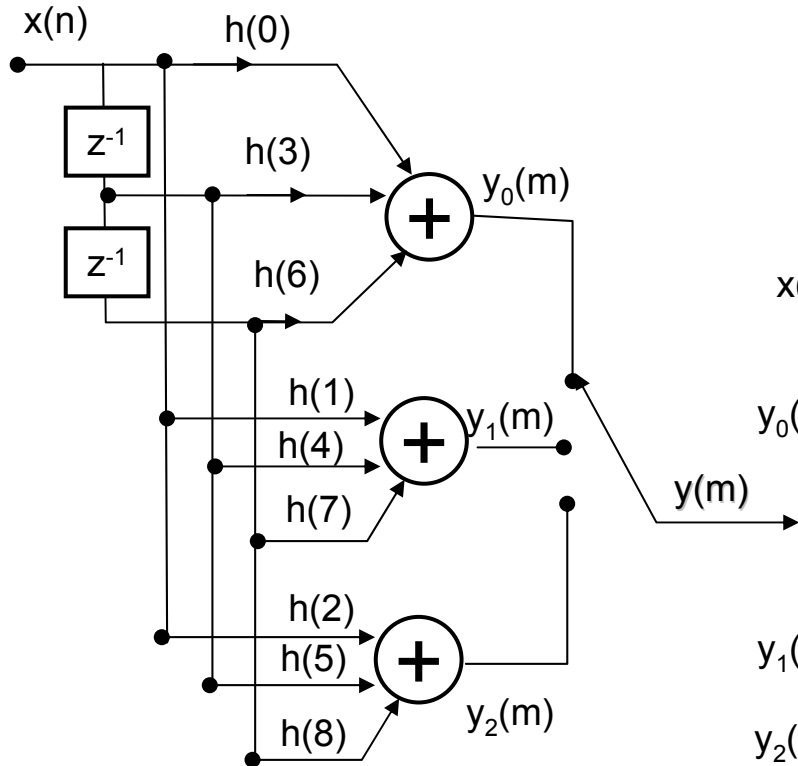 x(n)
h(0)
z⁻¹
h(3)
y₀(m)
z⁻¹
h(6)
x(
h(1)
y₁(m)
y₀(
h(4)
y(m)
h(7)
h(2)
h(5)
y₁(
y₂(m)
h(8)
y₂(